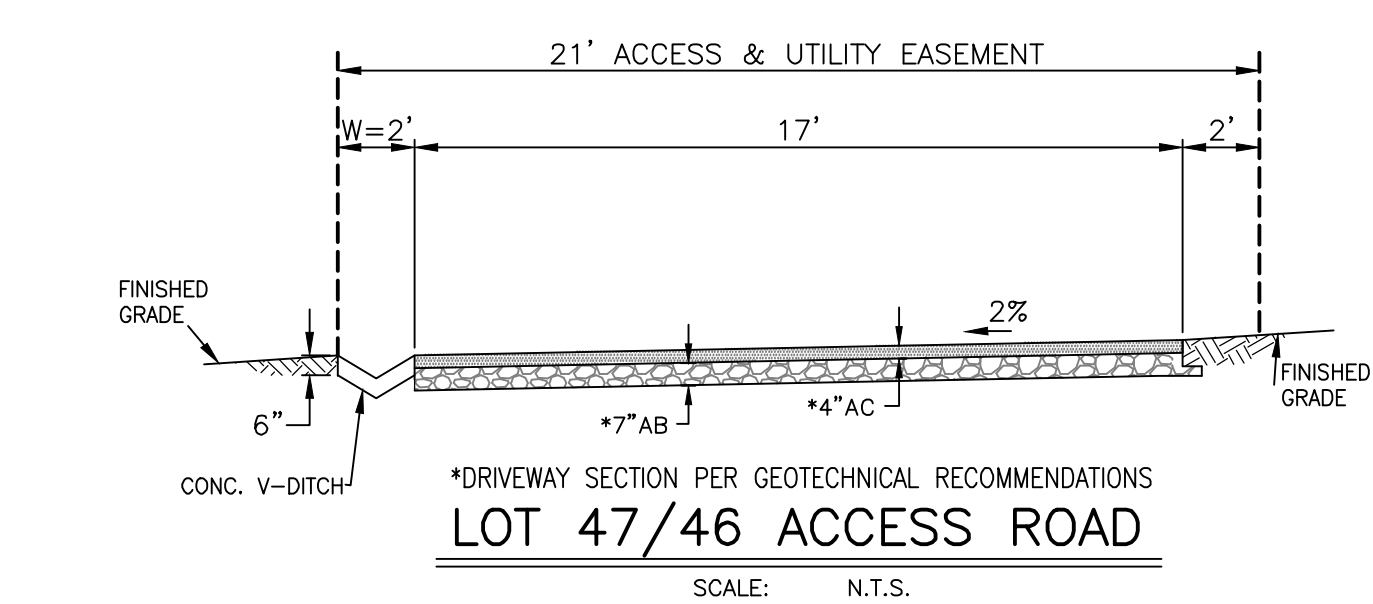 21' ACCESS & UTILITY EASEMENT
W=2'
17'
2'
FINISHED
GRADE
2%
6"
*7"AB
*4"AC
FINISHED
GRADE
CONC. V-DITCH
*DRIVEWAY SECTION PER GEOTECHNICAL RECOMMENDATIONS
LOT 47/46 ACCESS ROAD
SCALE: N.T.S.